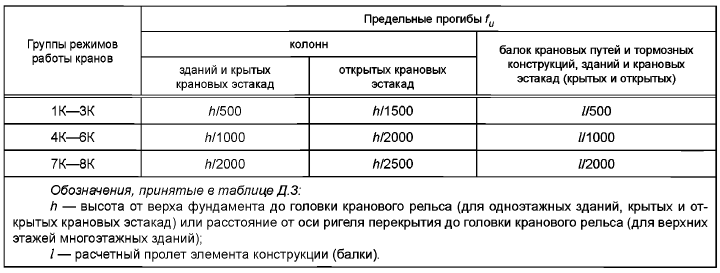 Группы режимов
работы кранов
Предельные прогибы fu
колонн
балок крановых путей и тормозных
конструкций, зданий и крановых
эстакад (крытых и открытых)
зданий и крытых
крановых эстакад
открытых крановых
эстакад
1К—3К h/500 h/1500 l/500
4К—6К h/1000 h/2000 l/1000
7К—8К h/2000 h/2500 l/2000
Обозначения, принятые в таблице Д.3:
h — высота от верха фундамента до головки кранового рельса (для одноэтажных зданий, крытых и от-
крытых крановых эстакад) или расстояние от оси ригеля перекрытия до головки кранового рельса (для верхних
этажей многоэтажных зданий);
l — расчетный пролет элемента конструкции (балки).